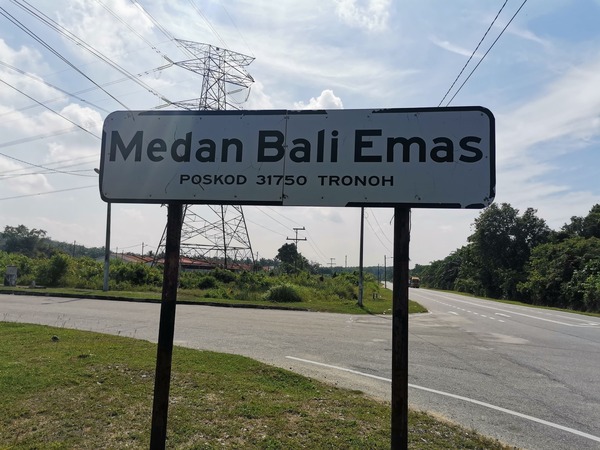 Medan Bali Emas
POSKOD 31750 TRONOH